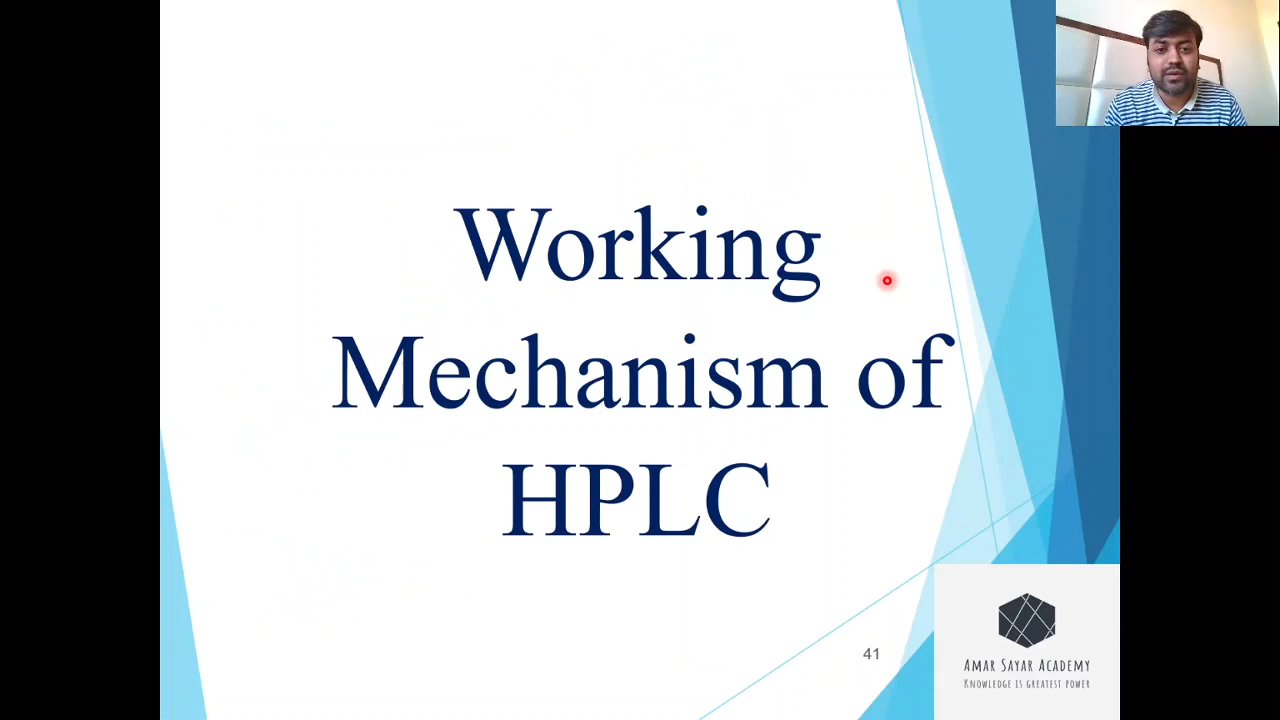 Working
Mechanism of
HPLC
41
AMAR SAYAR ACADEMY
KNOWLEDGE IS GREATEST POWER